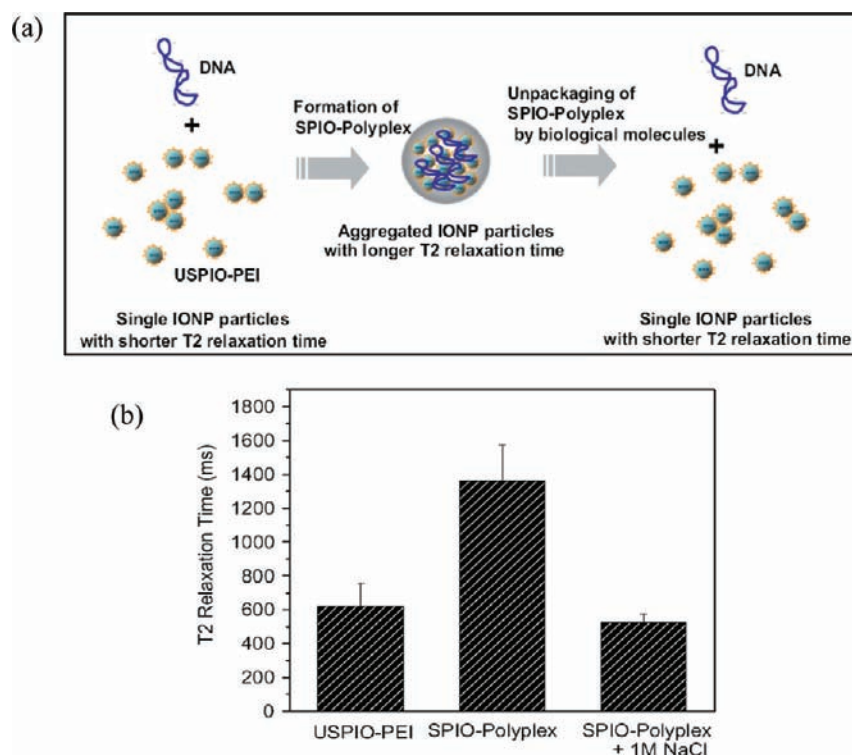 (a)
DNA
+
USPIO-PEI
Single IONP particles
with shorter T2 relaxation time
Formation of
SPIO-Polyplex
Aggregated IONP particles
with longer T2 relaxation time
Unpackaging of
SPIO-Polyplex
by biological molecules
DNA
+
Single IONP particles
with shorter T2 relaxation time
(b)
T2 Relaxation Time (ms)
1800
1600
1400
1200
1000
800
600
400
200
0
USPIO-PEI
SPIO-Polyplex
SPIO-Polyplex
+ 1M NaCl